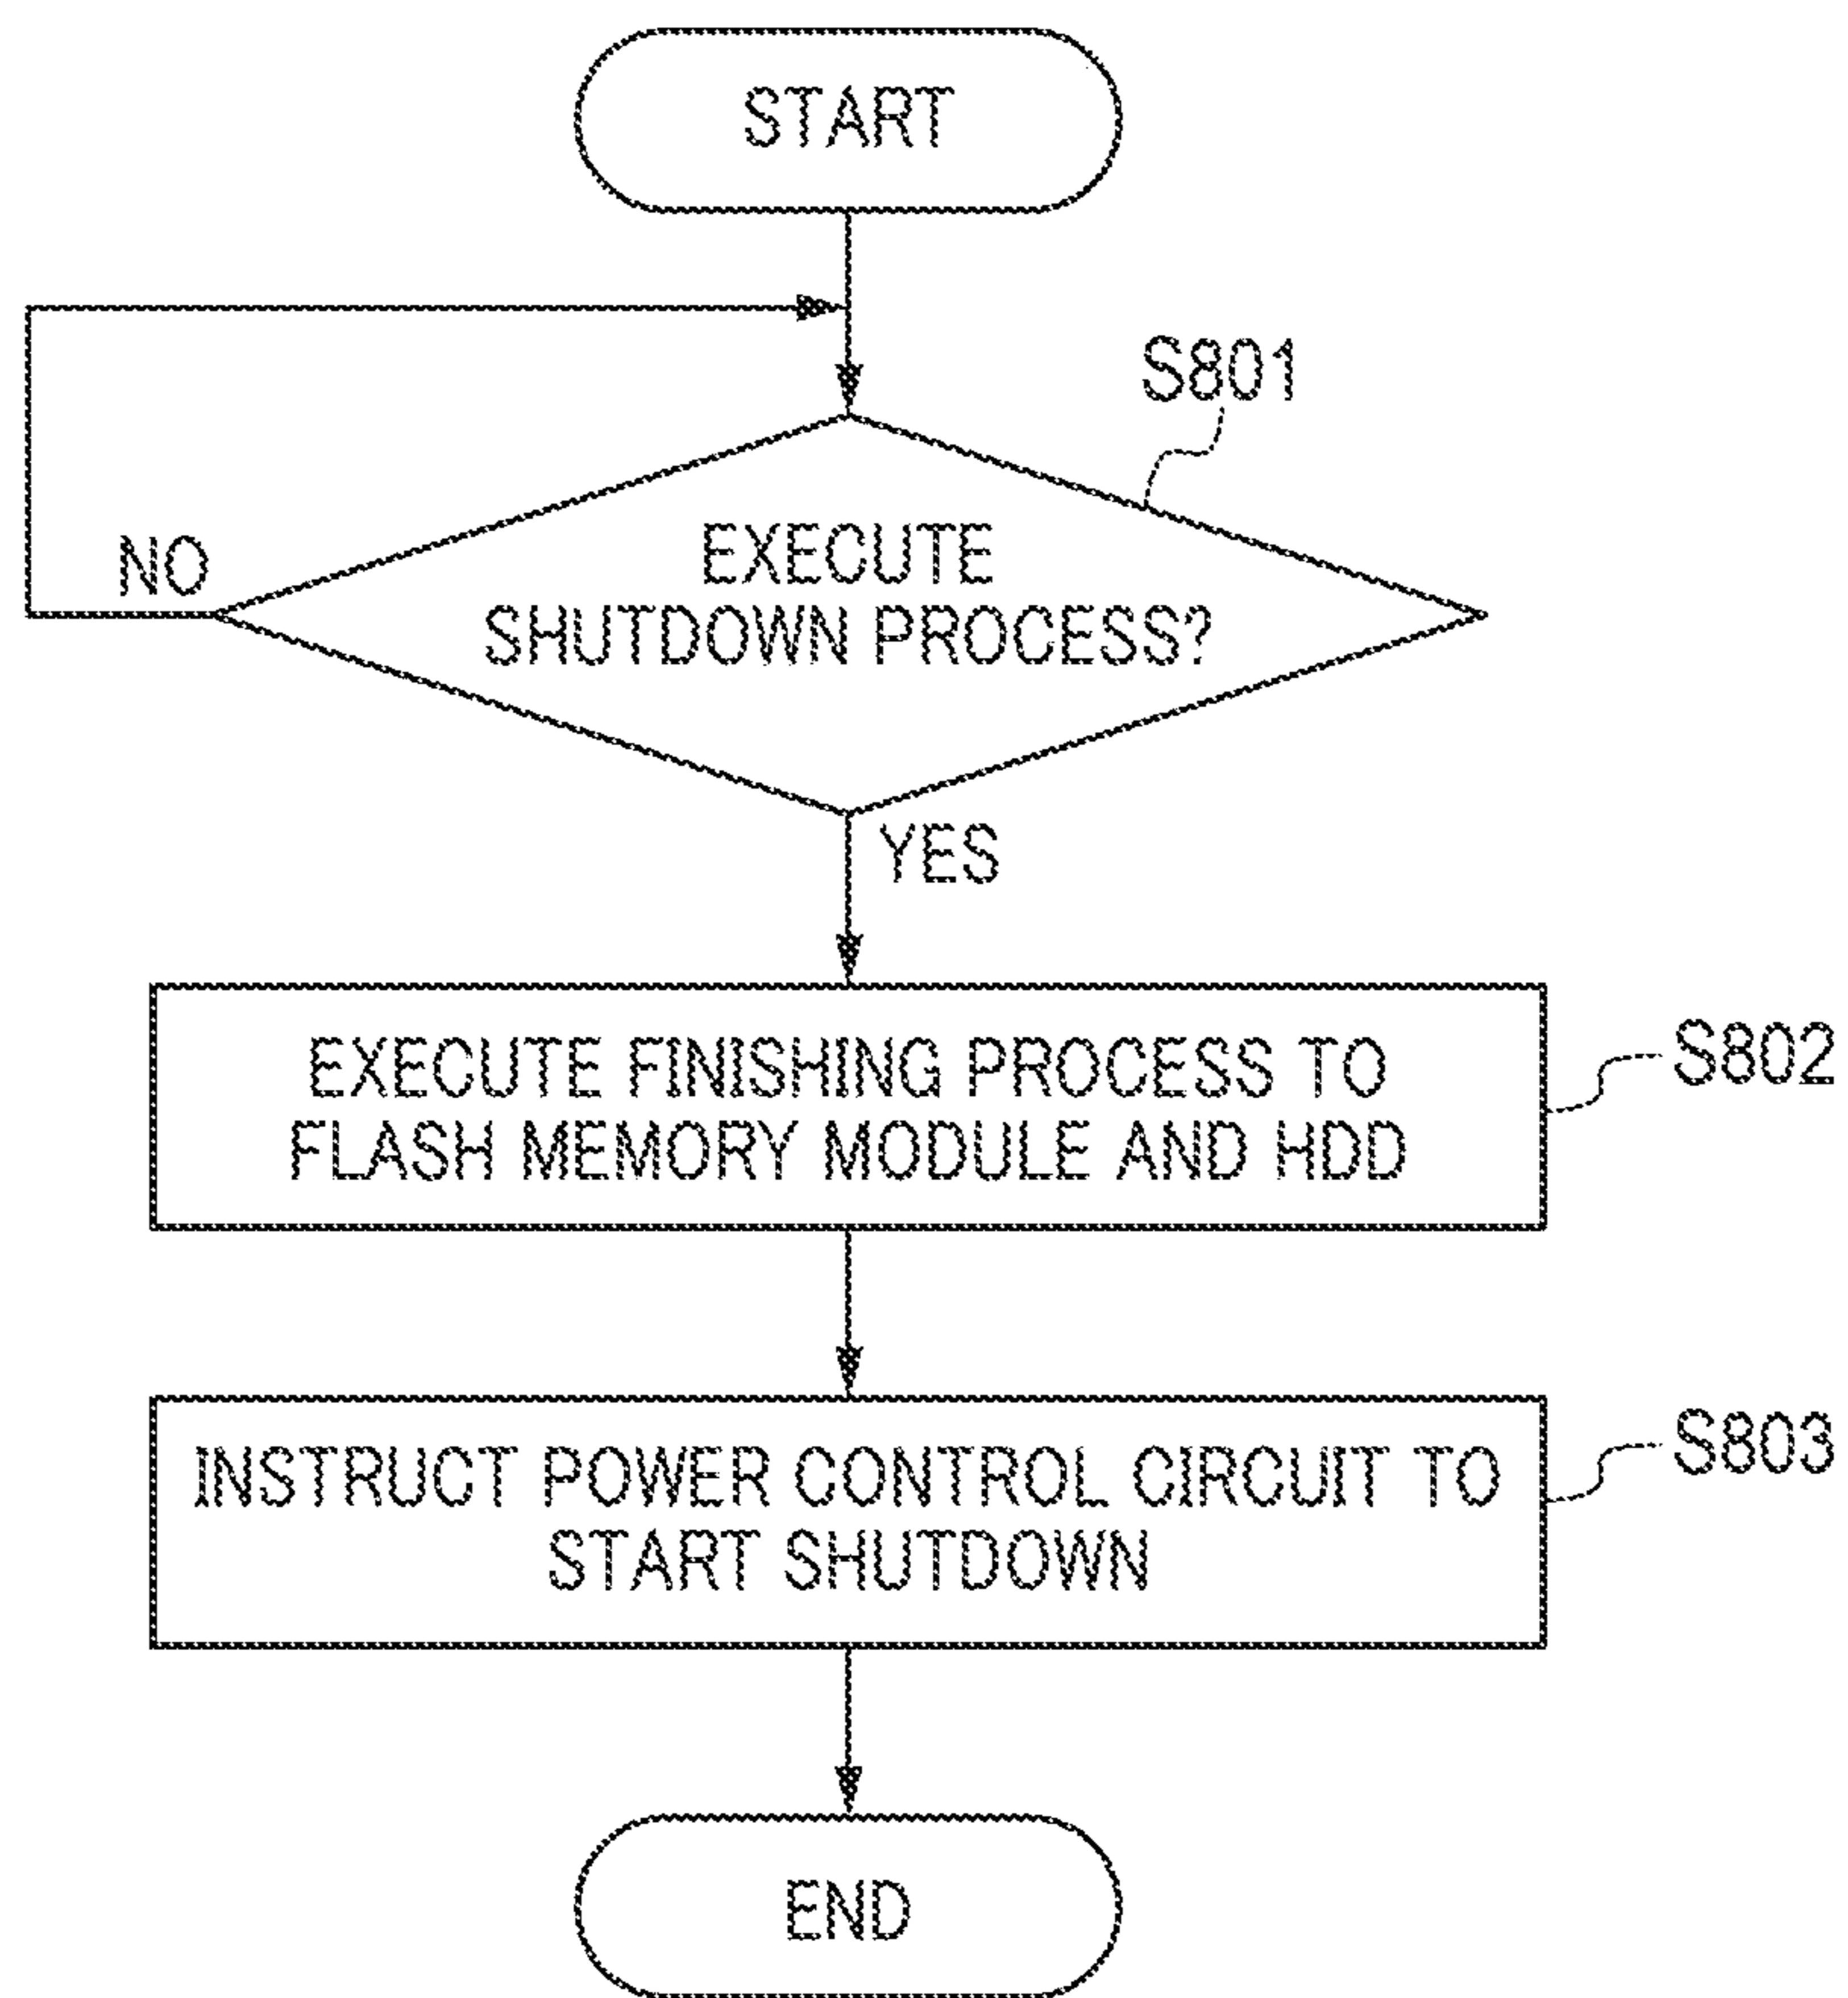 START
S801
EXECUTE
SHUTDOWN PROCESS?
NO
YES
EXECUTE FINISHING PROCESS TO
FLASH MEMORY MODULE AND HDD
S802
INSTRUCT POWER CONTROL CIRCUIT TO
START SHUTDOWN
S803
END